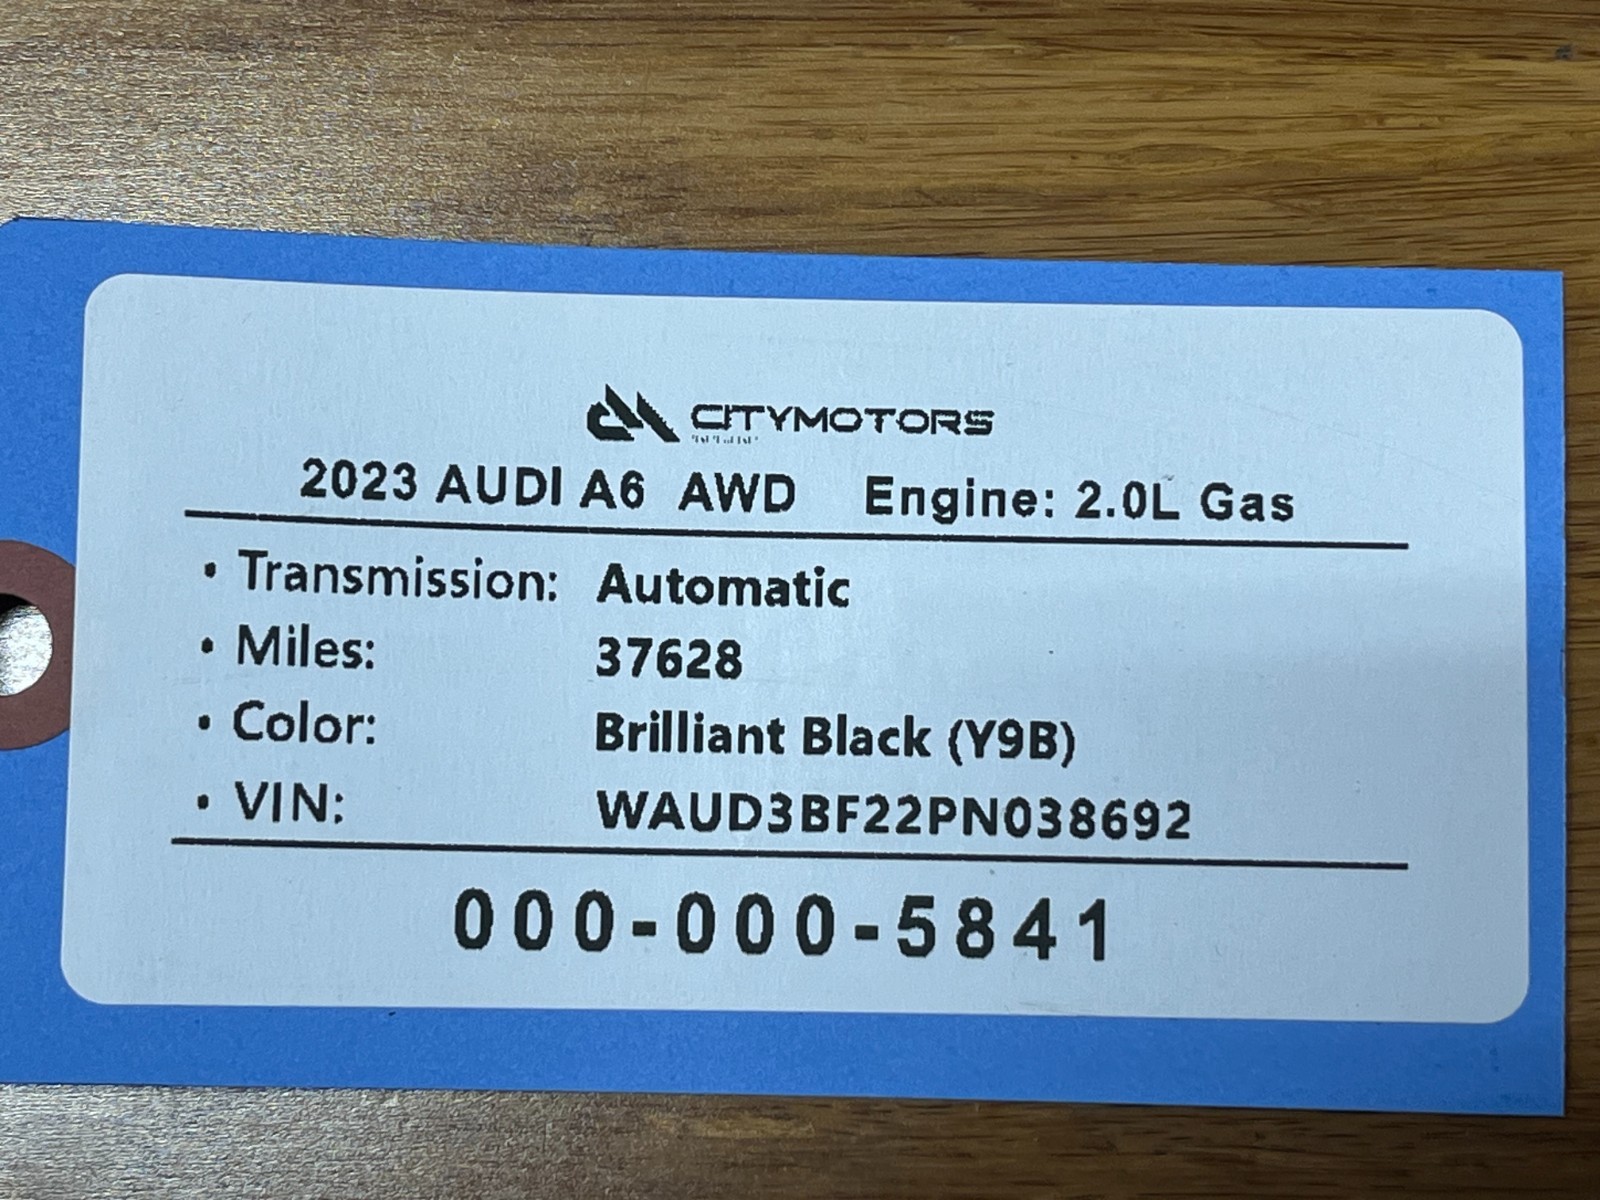 CITYMOTORS
2023 AUDI A6 AWD Engine: 2.0L Gas
• Transmission: Automatic
• Miles: 37628
• Color: Brilliant Black (Y9B)
• VIN: WAUD3BF22PN038692
000-000-5841